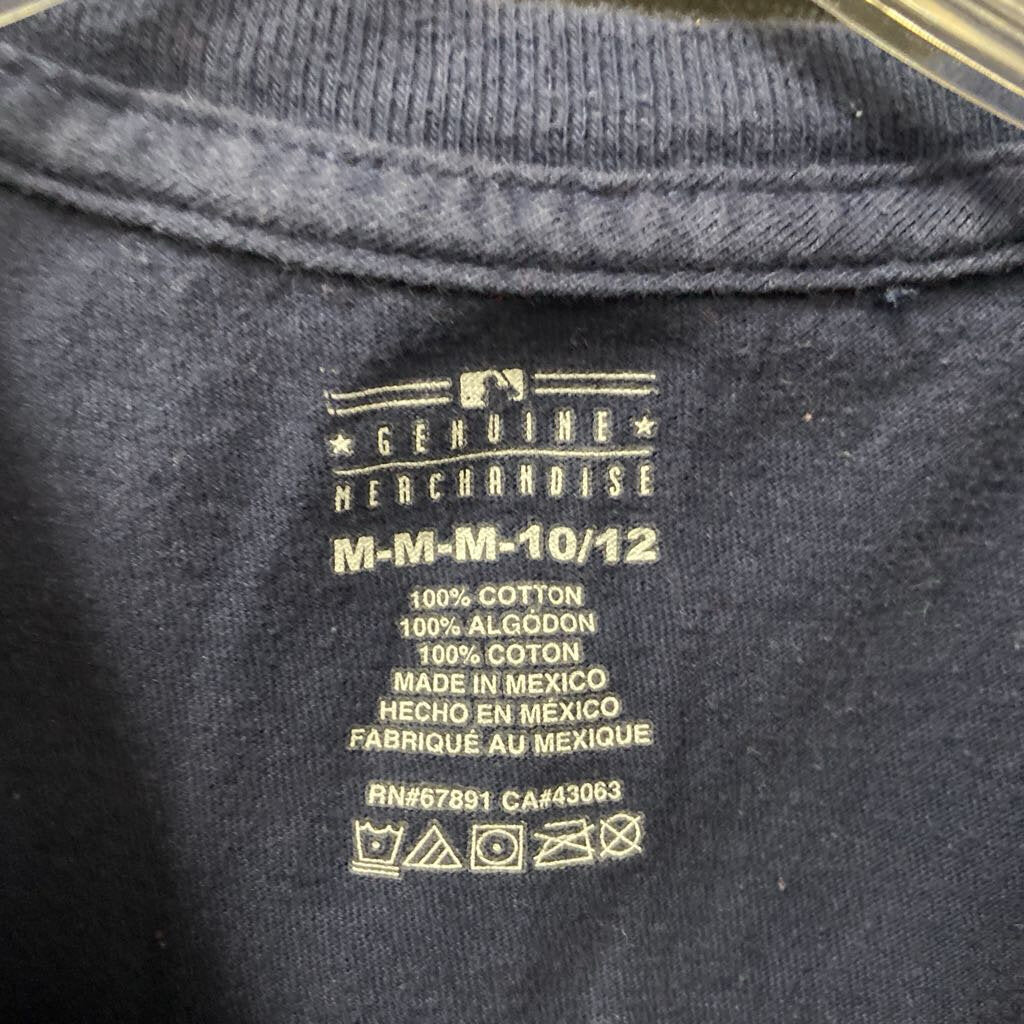 GENUINE
MERCHANDISE
M-M-M-10/12
100% COTTON
100% ALGÓDON
100% COTON
MADE IN MEXICO
HECHO EN MÉXICO
FABRIQUÉ AU MEXIQUE
RN#67891 CA#43063